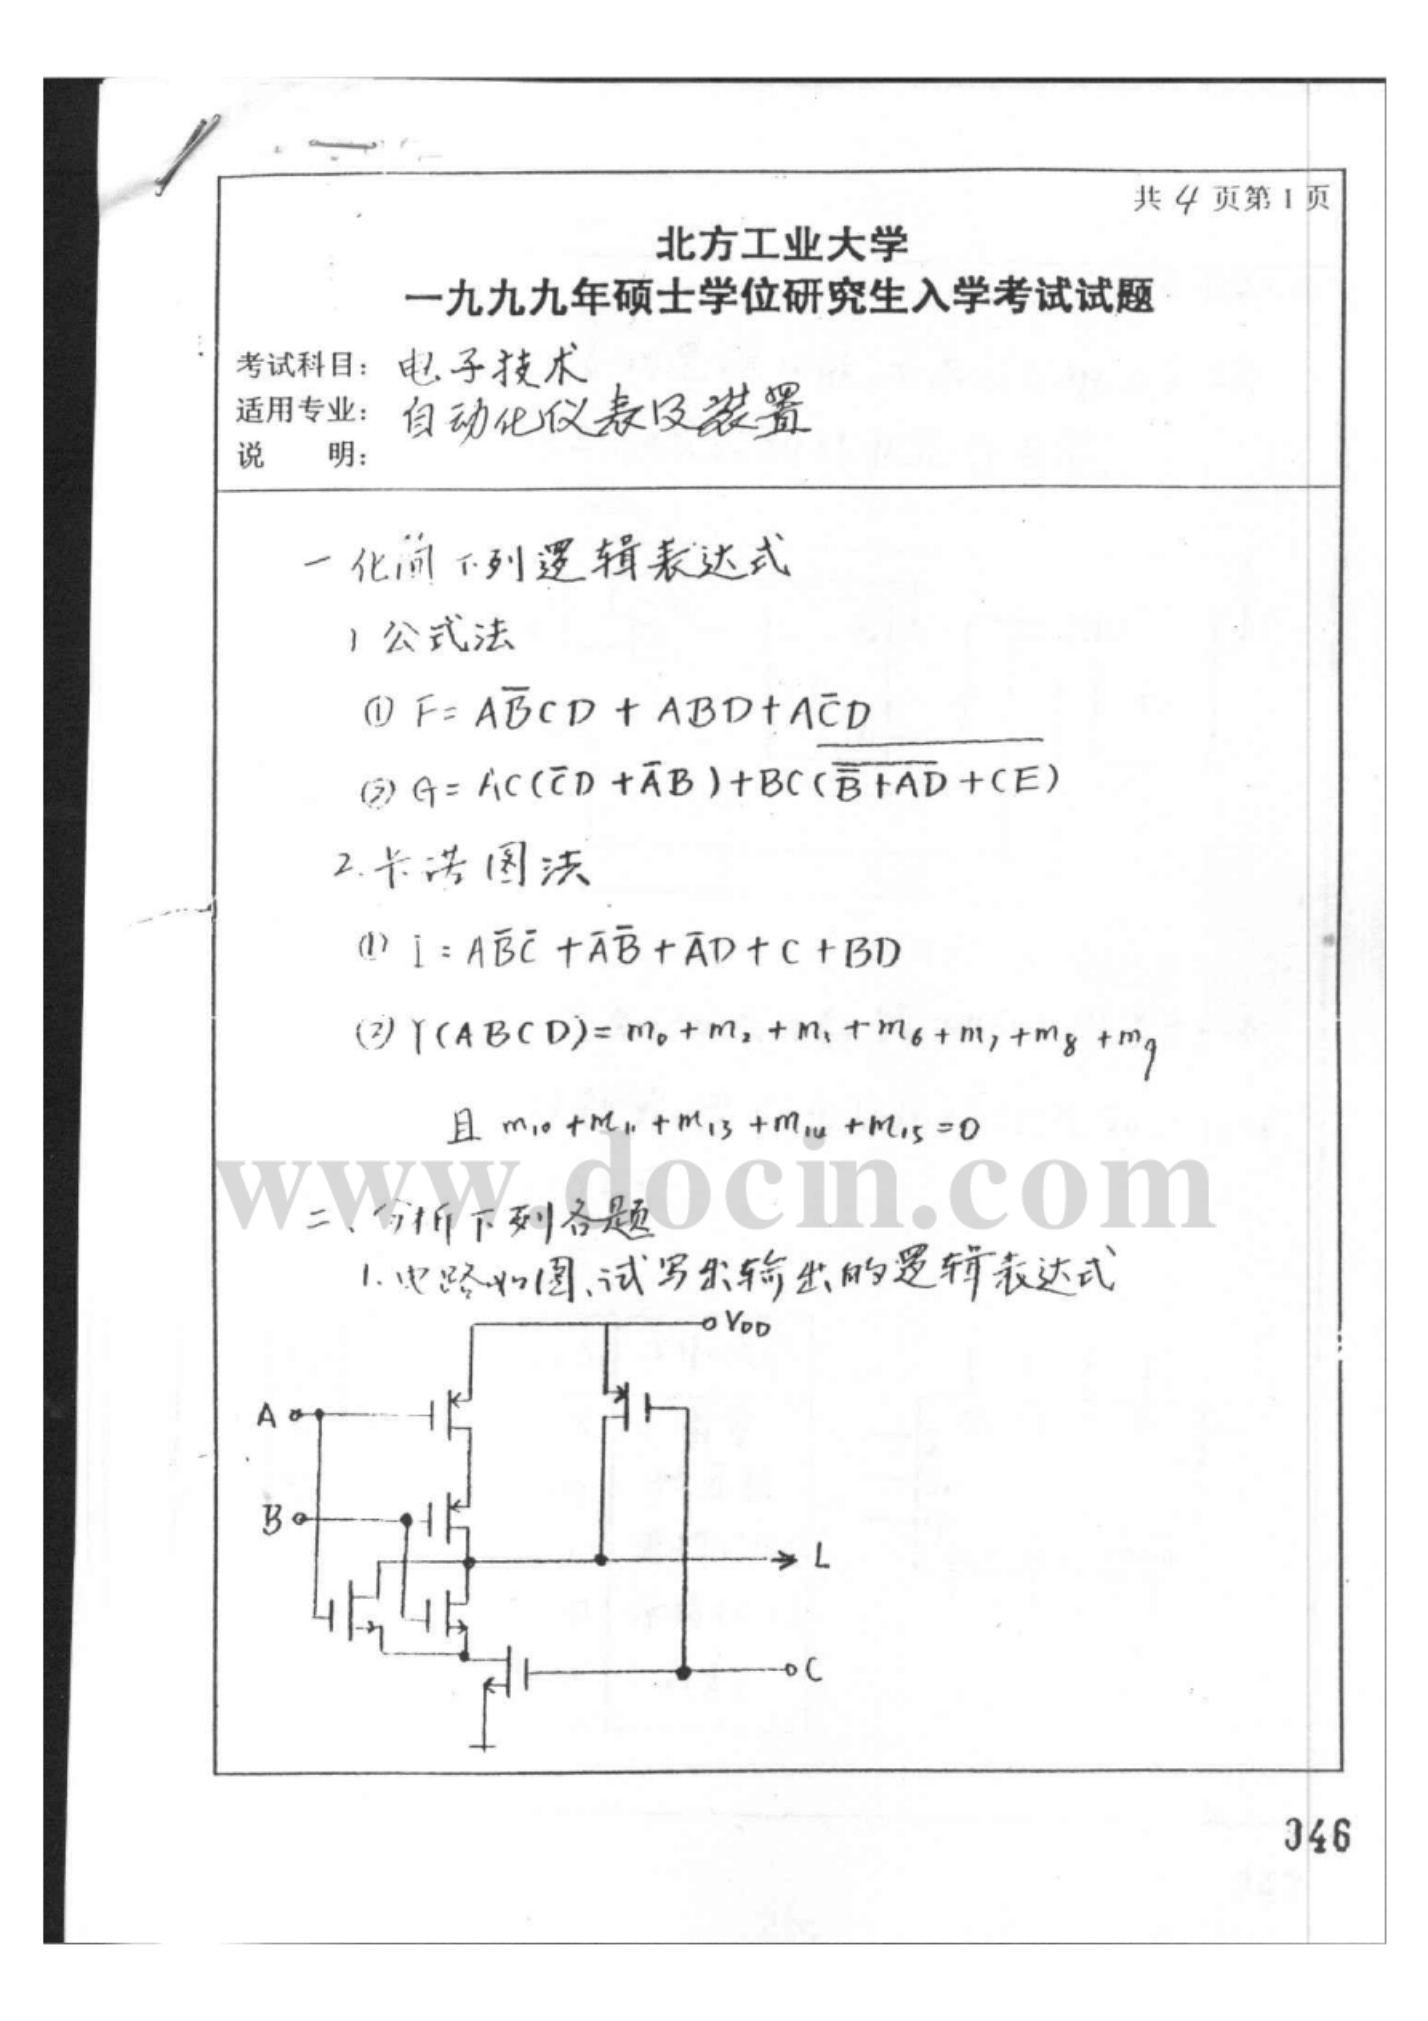 共 4 页第 1 页
北方工业大学
一九九九年硕士学位研究生入学考试试题
考试科目: 电子技术
适用专业: 自动化仪表及装置
说 明:
一 化简下列逻辑表达式
1 公式法
① F = AB̅CD + ABD + AC̅D
② G = AC(C̅D + A̅B) + BC(B̿+AD + CE)
2. 卡诺图法
(1) I = AB̅C̅ + A̅B̅ + A̅D + C + BD
(2) Y(ABCD) = m₀ + m₂ + m₆ + m₇ + m₈ + m₉
且 m₁₀ + m₁₁ + m₁₃ + m₁₄ + m₁₅ = 0
www.docin.com
二、分析下列各题
1. 电路如图、试写出输出的逻辑表达式
V_DD
A
B
L
C
046